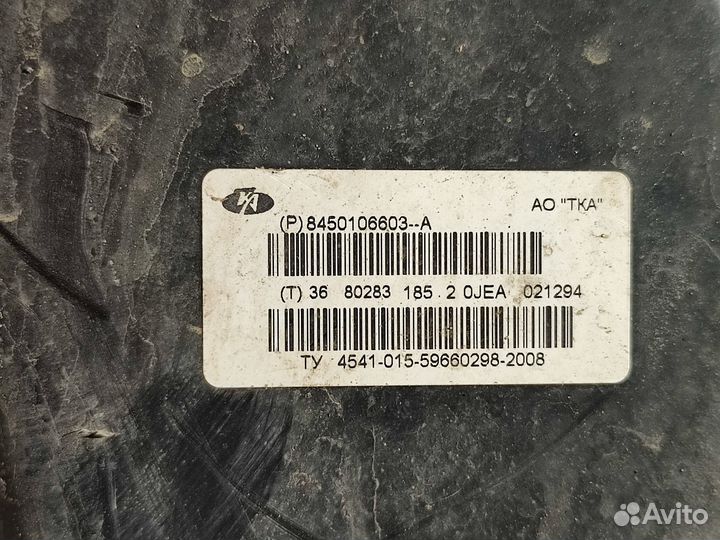 АО "ТКА"
(P)8450106603--A
(T) 36 80283 185 2 0JEA 021294
ТУ 4541-015-59660298-2008
Avito